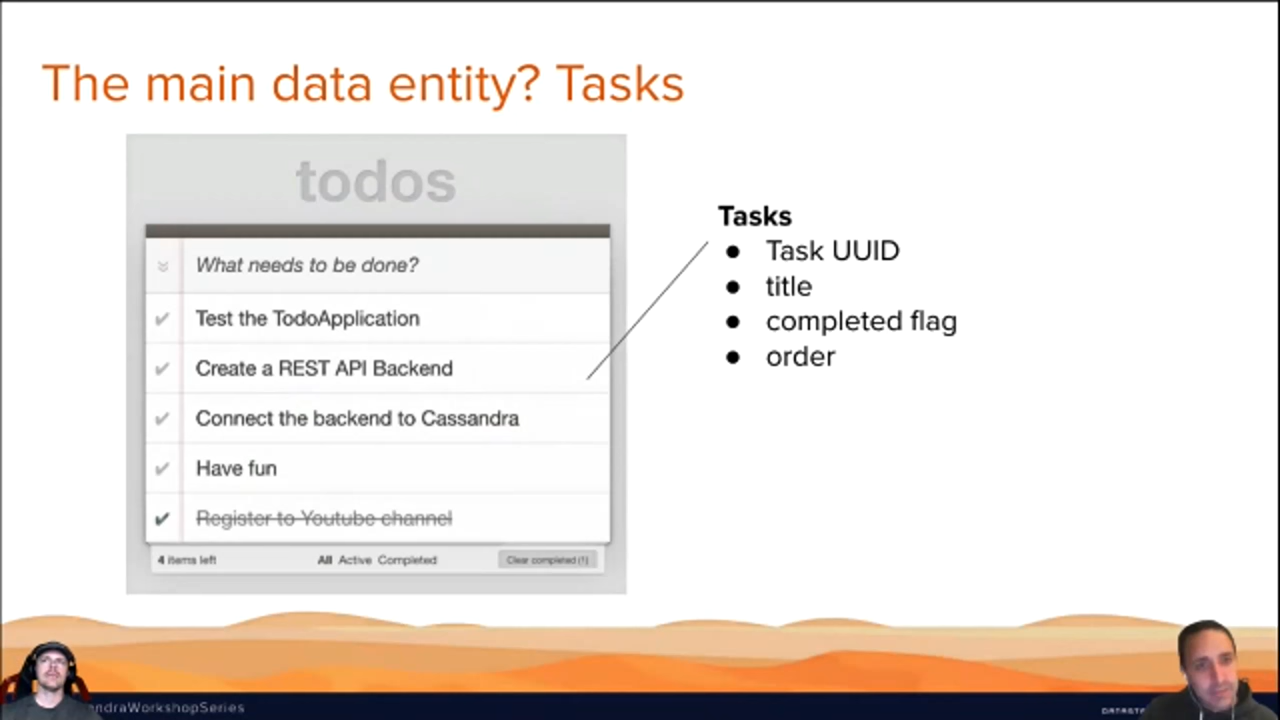 The main data entity? Tasks
todos
What needs to be done?
Test the TodoApplication
Create a REST API Backend
Connect the backend to Cassandra
Have fun
Register to Youtube channel
4 items left All Active Completed Clear completed (1)
Tasks
● Task UUID
● title
● completed flag
● order
ndraWorkshopSeries